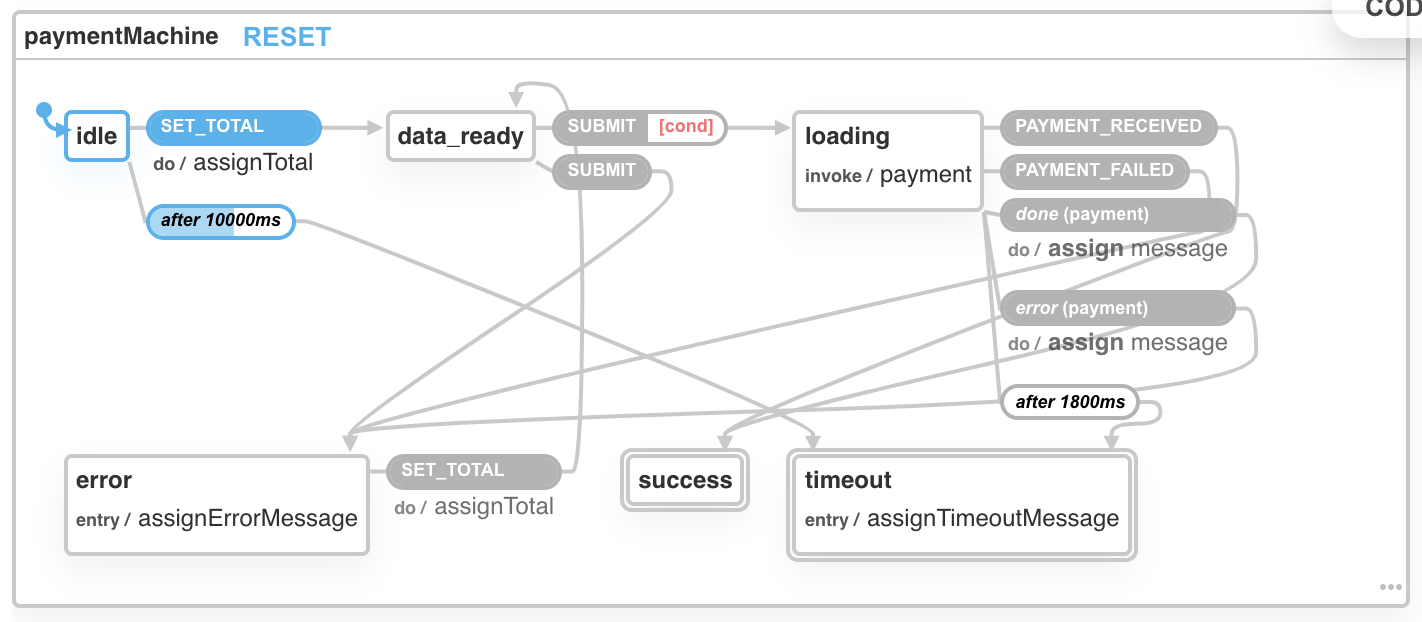 COD
paymentMachine RESET
idle
SET_TOTAL
do / assignTotal
after 10000ms
data_ready
SUBMIT [cond]
SUBMIT
loading
invoke / payment
PAYMENT_RECEIVED
PAYMENT_FAILED
done (payment)
do / assign message
error (payment)
do / assign message
after 1800ms
error
entry / assignErrorMessage
SET_TOTAL
do / assignTotal
success
timeout
entry / assignTimeoutMessage